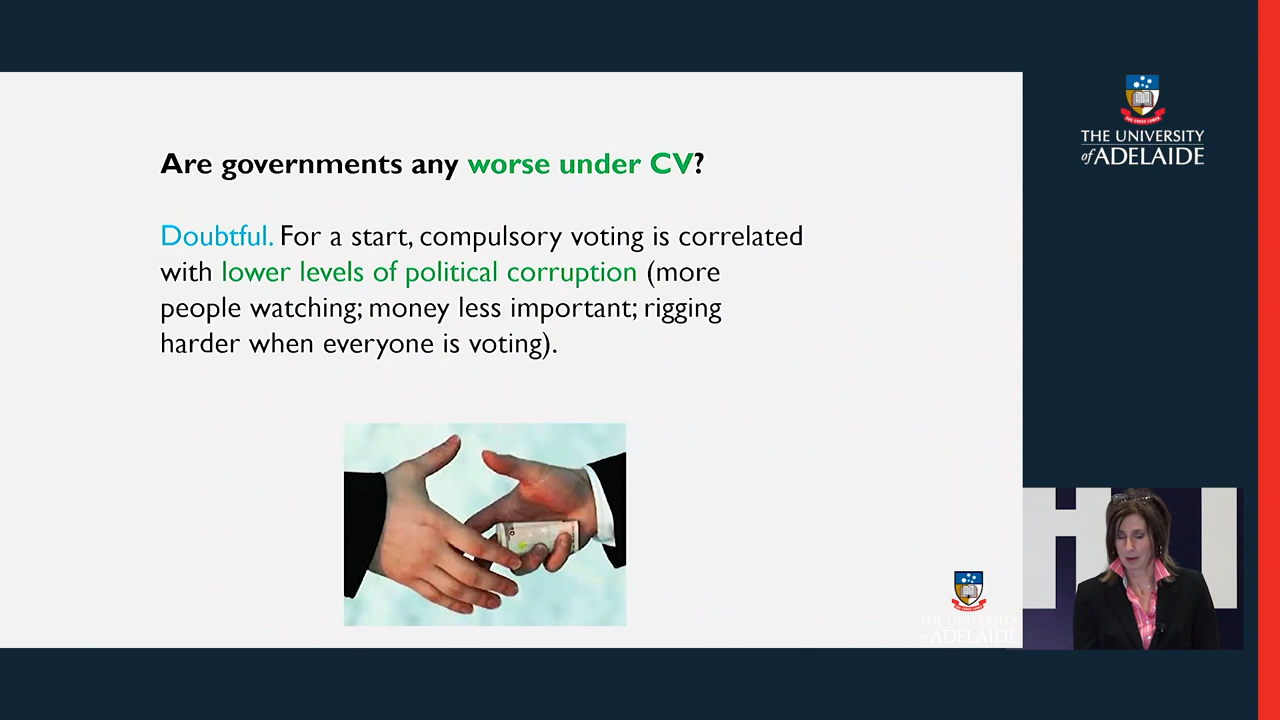 Are governments any worse under CV?
Doubtful. For a start, compulsory voting is correlated
with lower levels of political corruption (more
people watching; money less important; rigging
harder when everyone is voting).
THE UNIVERSITY
of ADELAIDE
THE UNIVERSITY
of ADELAIDE
H